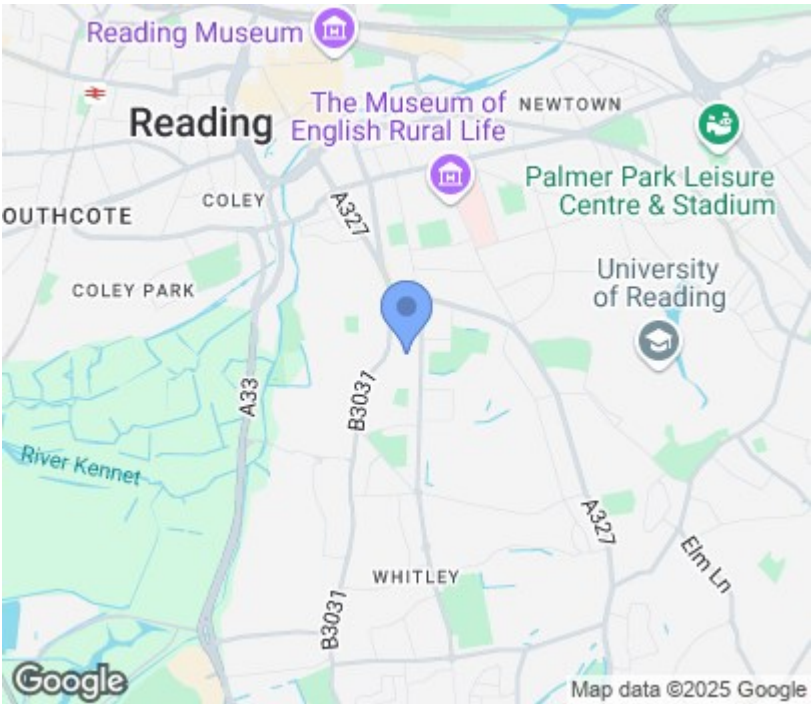 Reading Museum
The Museum of
English Rural Life
NEWTOWN
Reading
Palmer Park Leisure
Centre & Stadium
COLEY
A327
OUTHCOTE
University
of Reading
COLEY PARK
A33
B3031
River Kennet
A327
Elm Ln
WHITLEY
B3031
Google
Map data ©2025 Google